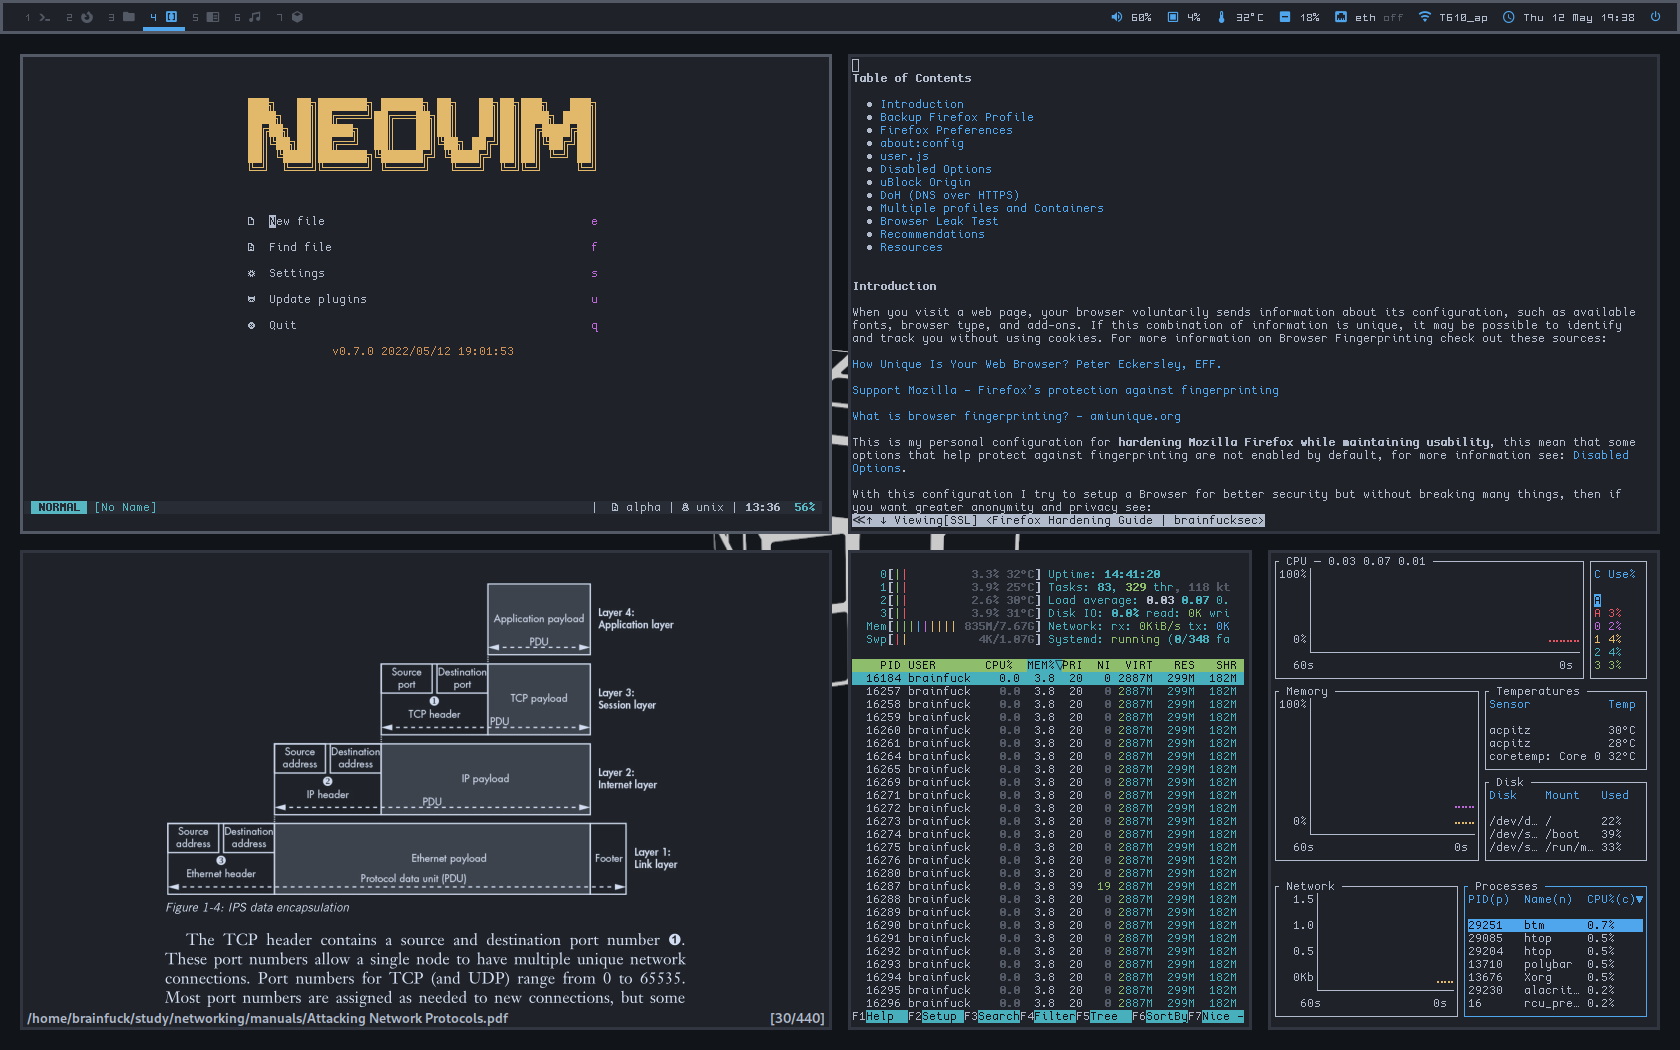 1 2 3 4 5 6 7 60% 4% 32°C 18% eth off T610_ap Thu 12 May 19:38
NEOVIM
New file e
Find file f
Settings s
Update plugins u
Quit q
v0.7.0 2022/05/12 19:01:53
NORMAL [No Name] | alpha | unix | 13:36 56%
Table of Contents
● Introduction
● Backup Firefox Profile
● Firefox Preferences
● about:config
● user.js
● Disabled Options
● uBlock Origin
● DoH (DNS over HTTPS)
● Multiple profiles and Containers
● Browser Leak Test
● Recommendations
● Resources
Introduction
When you visit a web page, your browser voluntarily sends information about its configuration, such as available
fonts, browser type, and add-ons. If this combination of information is unique, it may be possible to identify
and track you without using cookies. For more information on Browser Fingerprinting check out these sources:
How Unique Is Your Web Browser? Peter Eckersley, EFF.
Support Mozilla – Firefox's protection against fingerprinting
What is browser fingerprinting? – amiunique.org
This is my personal configuration for hardening Mozilla Firefox while maintaining usability, this mean that some
options that help protect against fingerprinting are not enabled by default, for more information see: Disabled
Options.
With this configuration I try to setup a Browser for better security but without breaking many things, then if
you want greater anonymity and privacy see:
≪↑ ↓ Viewing[SSL] <Firefox Hardening Guide | brainfucksec>
Application payload
PDU
Layer 4:
Application layer
Source port
Destination port
❶
TCP header
TCP payload
PDU
Layer 3:
Session layer
Source address
Destination address
❷
IP header
IP payload
PDU
Layer 2:
Internet layer
Source address
Destination address
❸
Ethernet header
Ethernet payload
Protocol data unit (PDU)
Footer
Layer 1:
Link layer
Figure 1-4: IPS data encapsulation
The TCP header contains a source and destination port number ❶.
These port numbers allow a single node to have multiple unique network
connections. Port numbers for TCP (and UDP) range from 0 to 65535.
Most port numbers are assigned as needed to new connections, but some
/home/brainfuck/study/networking/manuals/Attacking Network Protocols.pdf [30/440]
0[|| 3.3% 32°C] Uptime: 14:41:20
1[|| 3.9% 25°C] Tasks: 83, 329 thr, 118 kt
2[|| 2.6% 30°C] Load average: 0.03 0.07 0.
3[|| 3.9% 31°C] Disk IO: 0.0% read: 0K wri
Mem[||||||||| 835M/7.67G] Network: rx: 0KiB/s tx: 0K
Swp[|| 4K/1.07G] Systemd: running (0/348 fa
PID USER CPU% MEM%▽PRI NI VIRT RES SHR
16184 brainfuck 0.0 3.8 20 0 2887M 299M 182M
16257 brainfuck 0.0 3.8 20 0 2887M 299M 182M
16258 brainfuck 0.0 3.8 20 0 2887M 299M 182M
16259 brainfuck 0.0 3.8 20 0 2887M 299M 182M
16260 brainfuck 0.0 3.8 20 0 2887M 299M 182M
16261 brainfuck 0.0 3.8 20 0 2887M 299M 182M
16264 brainfuck 0.0 3.8 20 0 2887M 299M 182M
16265 brainfuck 0.0 3.8 20 0 2887M 299M 182M
16269 brainfuck 0.0 3.8 20 0 2887M 299M 182M
16271 brainfuck 0.0 3.8 20 0 2887M 299M 182M
16272 brainfuck 0.0 3.8 20 0 2887M 299M 182M
16273 brainfuck 0.0 3.8 20 0 2887M 299M 182M
16274 brainfuck 0.0 3.8 20 0 2887M 299M 182M
16275 brainfuck 0.0 3.8 20 0 2887M 299M 182M
16276 brainfuck 0.0 3.8 20 0 2887M 299M 182M
16280 brainfuck 0.0 3.8 20 0 2887M 299M 182M
16287 brainfuck 0.0 3.8 39 19 2887M 299M 182M
16288 brainfuck 0.0 3.8 20 0 2887M 299M 182M
16289 brainfuck 0.0 3.8 20 0 2887M 299M 182M
16290 brainfuck 0.0 3.8 20 0 2887M 299M 182M
16291 brainfuck 0.0 3.8 20 0 2887M 299M 182M
16292 brainfuck 0.0 3.8 20 0 2887M 299M 182M
16293 brainfuck 0.0 3.8 20 0 2887M 299M 182M
16294 brainfuck 0.0 3.8 20 0 2887M 299M 182M
16295 brainfuck 0.0 3.8 20 0 2887M 299M 182M
16296 brainfuck 0.0 3.8 20 0 2887M 299M 182M
F1Help F2Setup F3SearchF4FilterF5Tree F6SortByF7Nice -
CPU — 0.03 0.07 0.01
100%
0%
60s 0s
C Use%
A
A 3%
0 2%
1 4%
2 4%
3 3%
Memory
100%
0%
60s 0s
Temperatures
Sensor Temp
acpitz 30°C
acpitz 28°C
coretemp: Core 0 32°C
Disk
Disk Mount Used
/dev/d… / 22%
/dev/s… /boot 39%
/dev/s… /run/m… 33%
Network
1.5
1.0
0.5
0Kb
60s 0s
Processes
PID(p) Name(n) CPU%(c)▼
29251 btm 0.7%
29085 htop 0.5%
29204 htop 0.5%
13710 polybar 0.5%
13676 Xorg 0.5%
29230 alacrit… 0.2%
16 rcu_pre… 0.2%